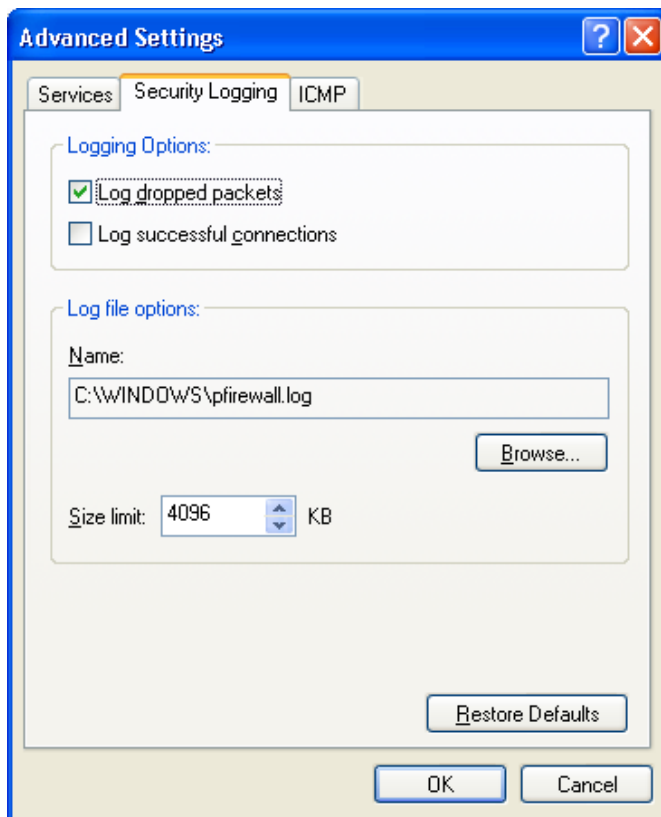 Advanced Settings
Services Security Logging ICMP
Logging Options:
Log dropped packets
Log successful connections
Log file options:
Name:
C:\WINDOWS\pfirewall.log
Browse...
Size limit: 4096 KB
Restore Defaults
OK Cancel